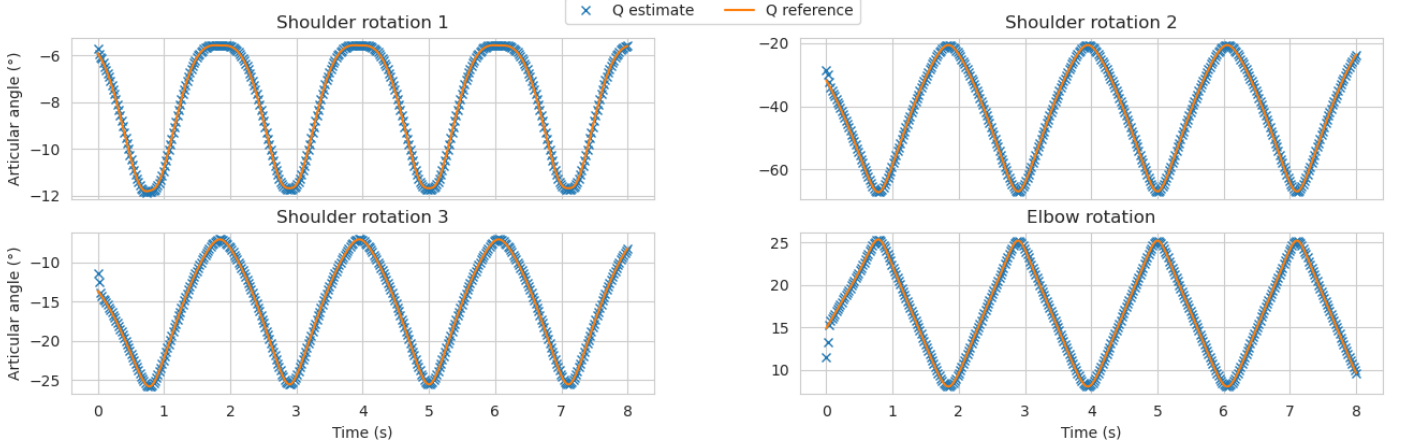 Q estimate Q reference
Shoulder rotation 1
Articular angle (°)
−6
−8
−10
−12
Shoulder rotation 2
−20
−40
−60
Shoulder rotation 3
Articular angle (°)
−10
−15
−20
−25
0 1 2 3 4 5 6 7 8
Time (s)
Elbow rotation
25
20
15
10
0 1 2 3 4 5 6 7 8
Time (s)